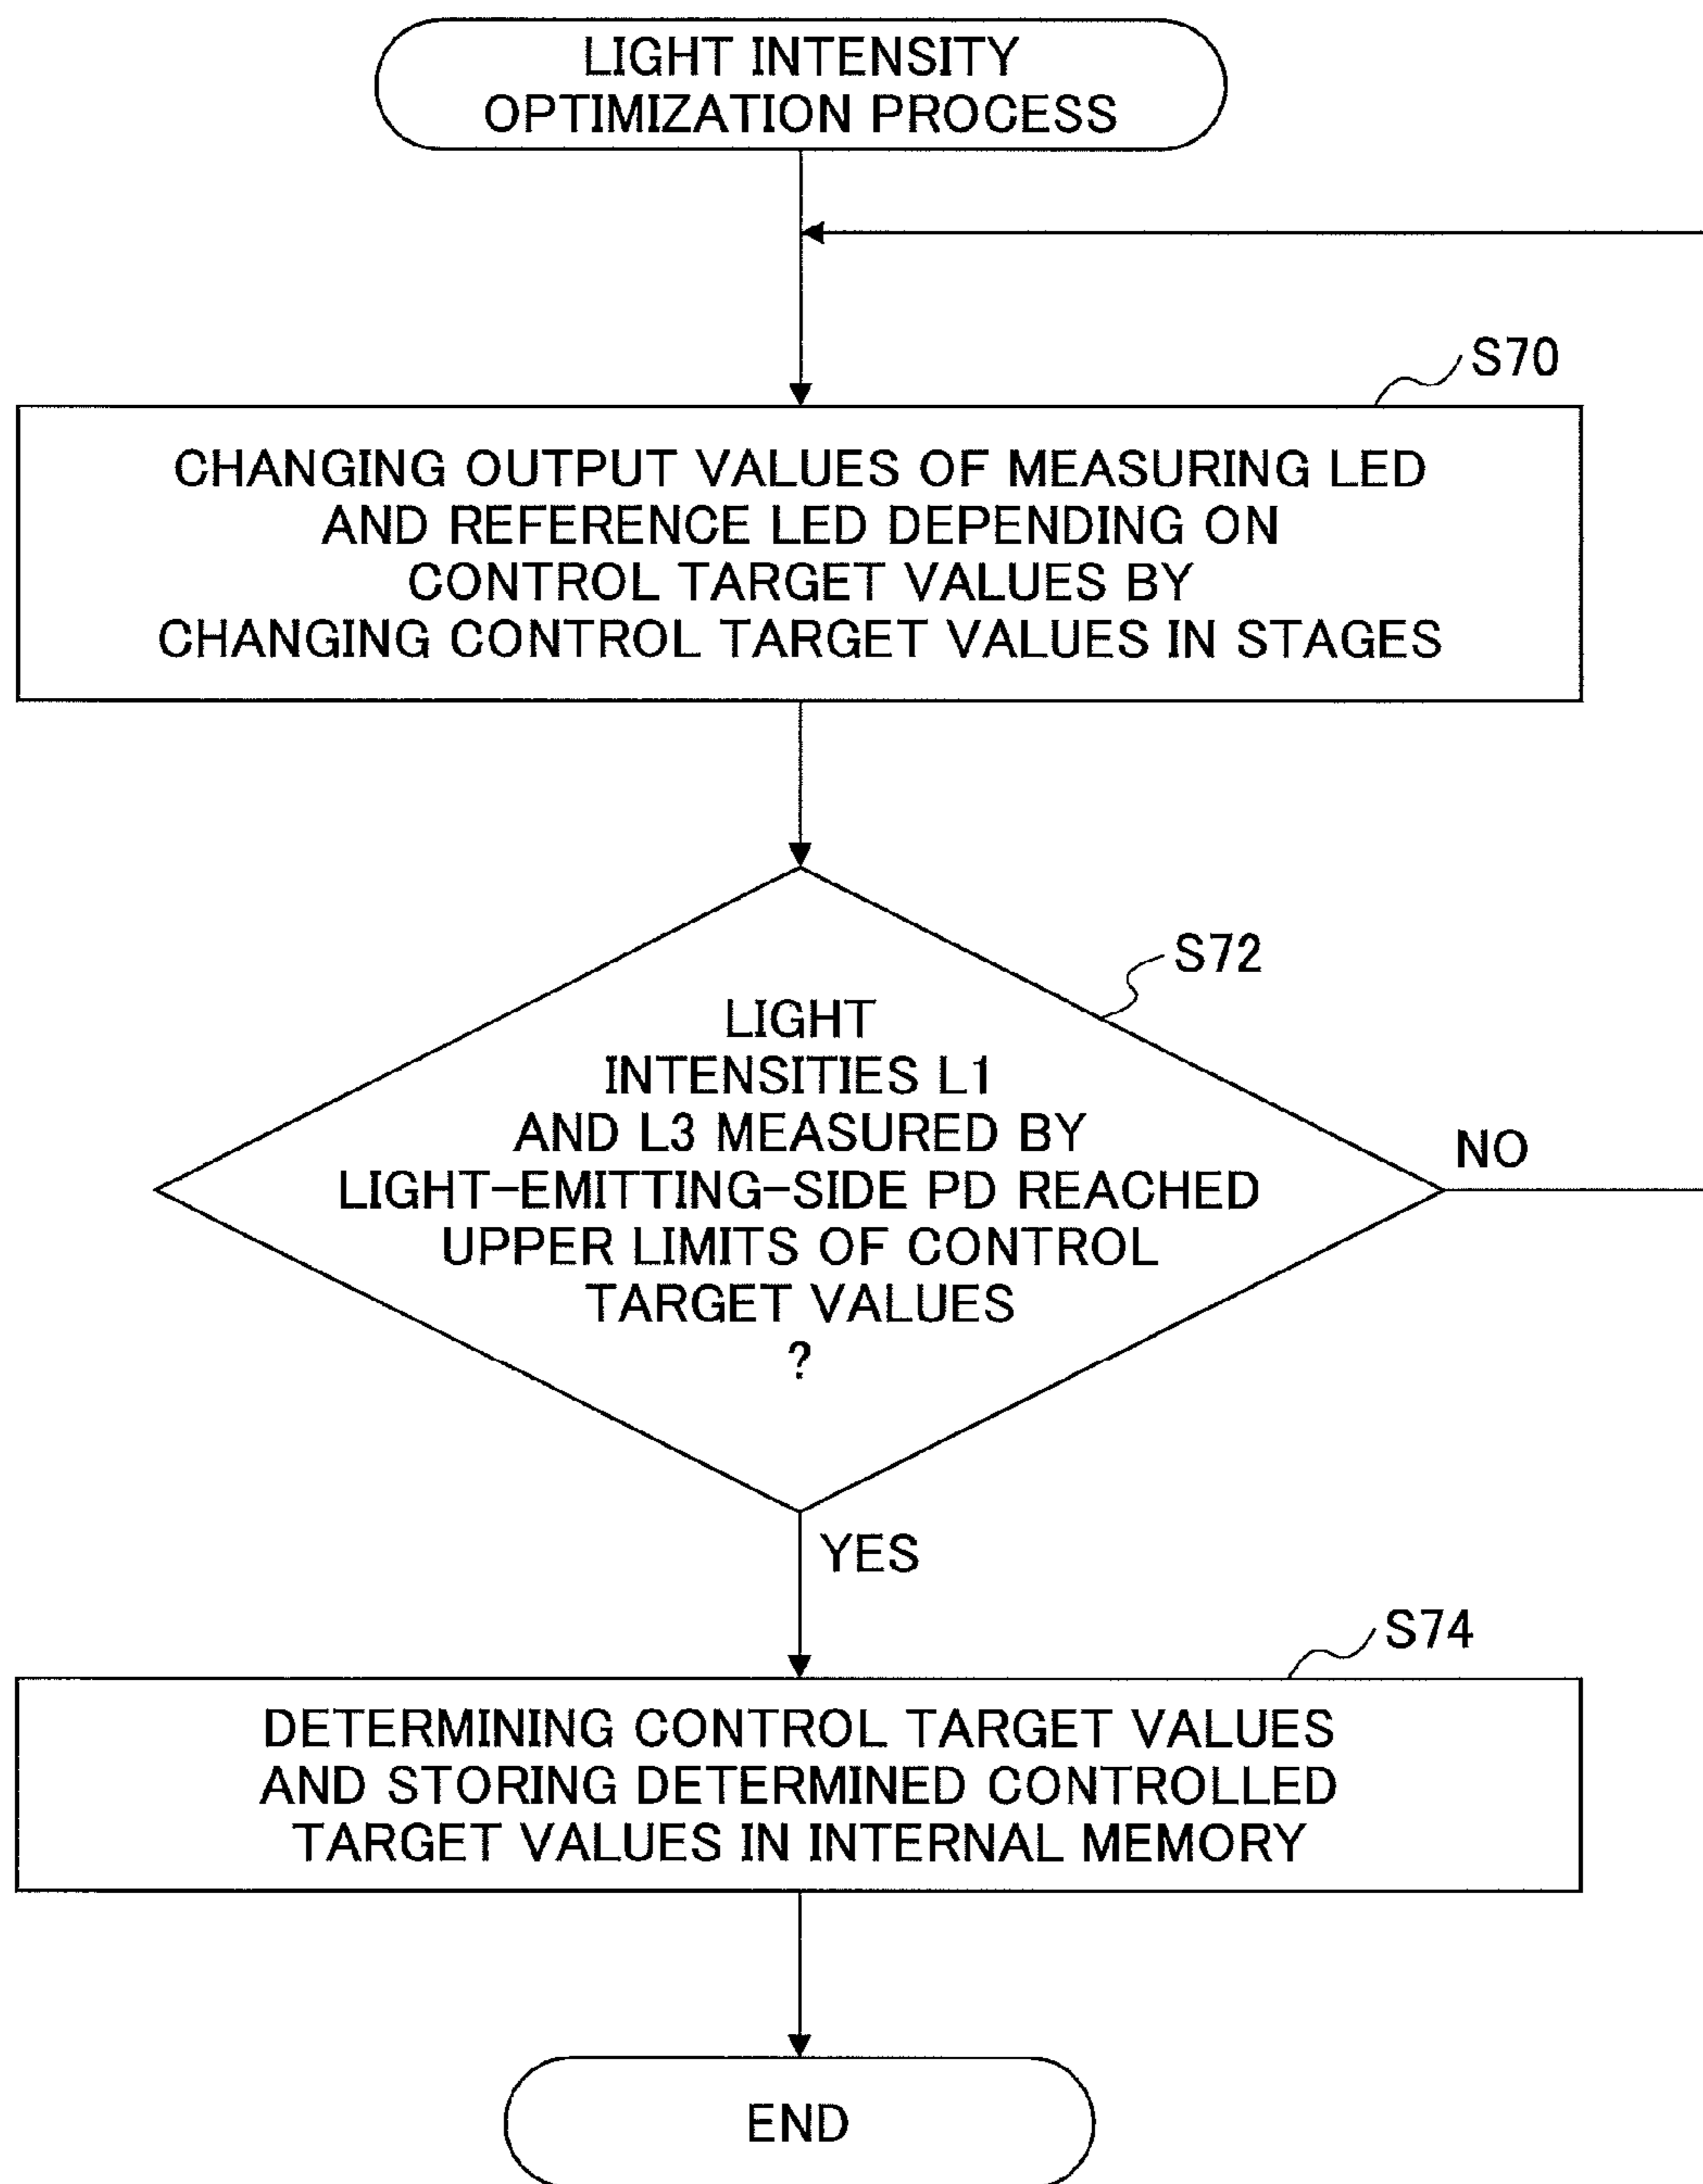 LIGHT INTENSITY
OPTIMIZATION PROCESS
S70
CHANGING OUTPUT VALUES OF MEASURING LED
AND REFERENCE LED DEPENDING ON
CONTROL TARGET VALUES BY
CHANGING CONTROL TARGET VALUES IN STAGES
S72
LIGHT
INTENSITIES L1
AND L3 MEASURED BY
LIGHT-EMITTING-SIDE PD REACHED
UPPER LIMITS OF CONTROL
TARGET VALUES
?
NO
YES
S74
DETERMINING CONTROL TARGET VALUES
AND STORING DETERMINED CONTROLLED
TARGET VALUES IN INTERNAL MEMORY
END